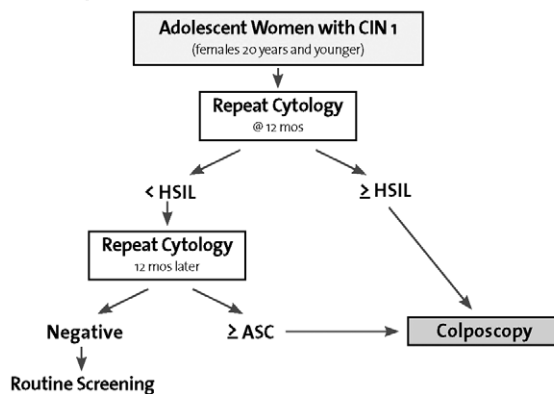 Adolescent Women with CIN 1
(females 20 years and younger)
Repeat Cytology
@ 12 mos
< HSIL
≥ HSIL
Repeat Cytology
12 mos later
Negative
≥ ASC
Colposcopy
Routine Screening